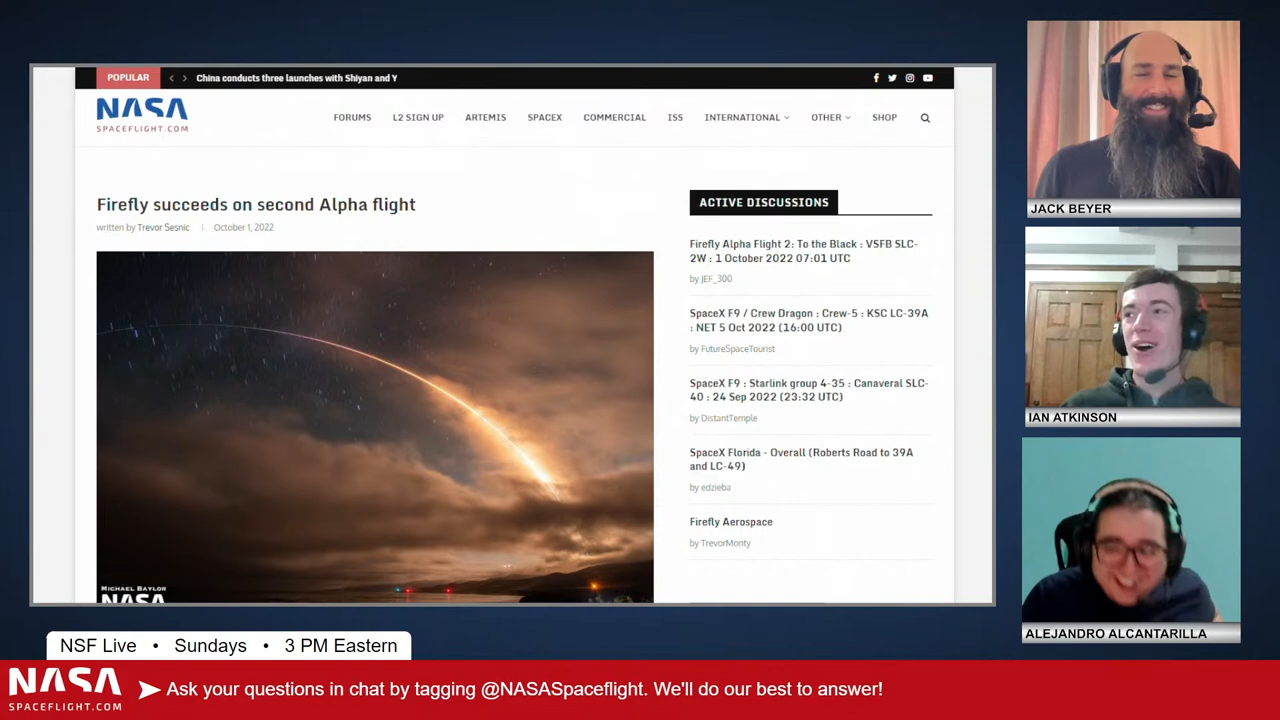 POPULAR
China conducts three launches with Shiyan and Y
NASA
SPACEFLIGHT.COM
FORUMS
L2 SIGN UP
ARTEMIS
SPACEX
COMMERCIAL
ISS
INTERNATIONAL
OTHER
SHOP
Firefly succeeds on second Alpha flight
written by Trevor Sesnic
October 1, 2022
MICHAEL BAYLOR
NASA
ACTIVE DISCUSSIONS
Firefly Alpha Flight 2: To the Black : VSFB SLC-
2W : 1 October 2022 07:01 UTC
by JEF_300
SpaceX F9 / Crew Dragon : Crew-5 : KSC LC-39A
: NET 5 Oct 2022 (16:00 UTC)
by FutureSpaceTourist
SpaceX F9 : Starlink group 4-35 : Canaveral SLC-
40 : 24 Sep 2022 (23:32 UTC)
by DistantTemple
SpaceX Florida - Overall (Roberts Road to 39A
and LC-49)
by edzieba
Firefly Aerospace
by TrevorMonty
JACK BEYER
IAN ATKINSON
ALEJANDRO ALCANTARILLA
NSF Live • Sundays • 3 PM Eastern
NASA
SPACEFLIGHT.COM
Ask your questions in chat by tagging @NASASpaceflight. We'll do our best to answer!